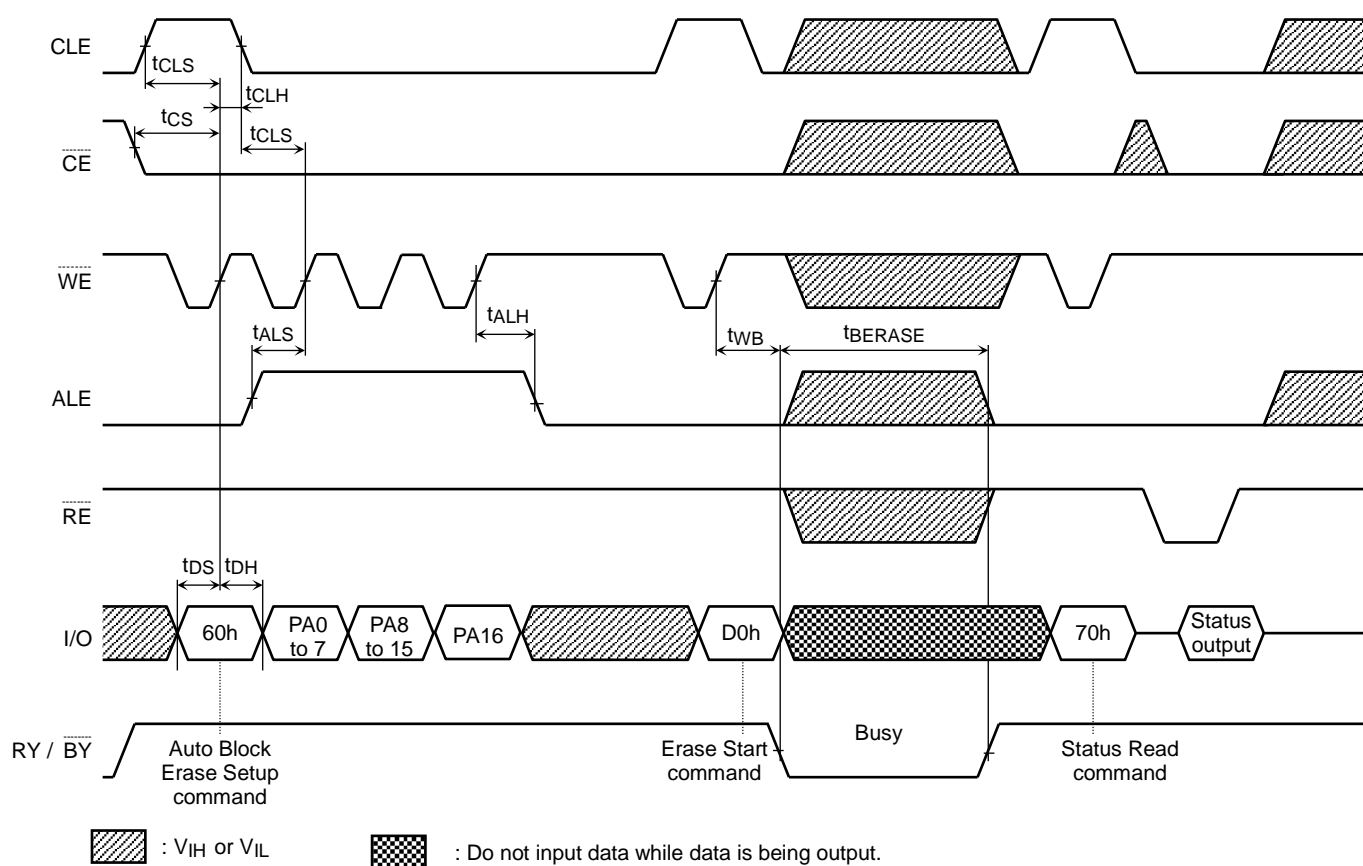 CLE
tCLS
tCLH
tCS
tCLS
CE
WE
tALS
tALH
tWB
tBERASE
ALE
RE
tDS
tDH
I/O
60h
PA0
to 7
PA8
to 15
PA16
D0h
70h
Status
output
RY / BY
Busy
Auto Block
Erase Setup
command
Erase Start
command
Status Read
command
: VIH or VIL
: Do not input data while data is being output.